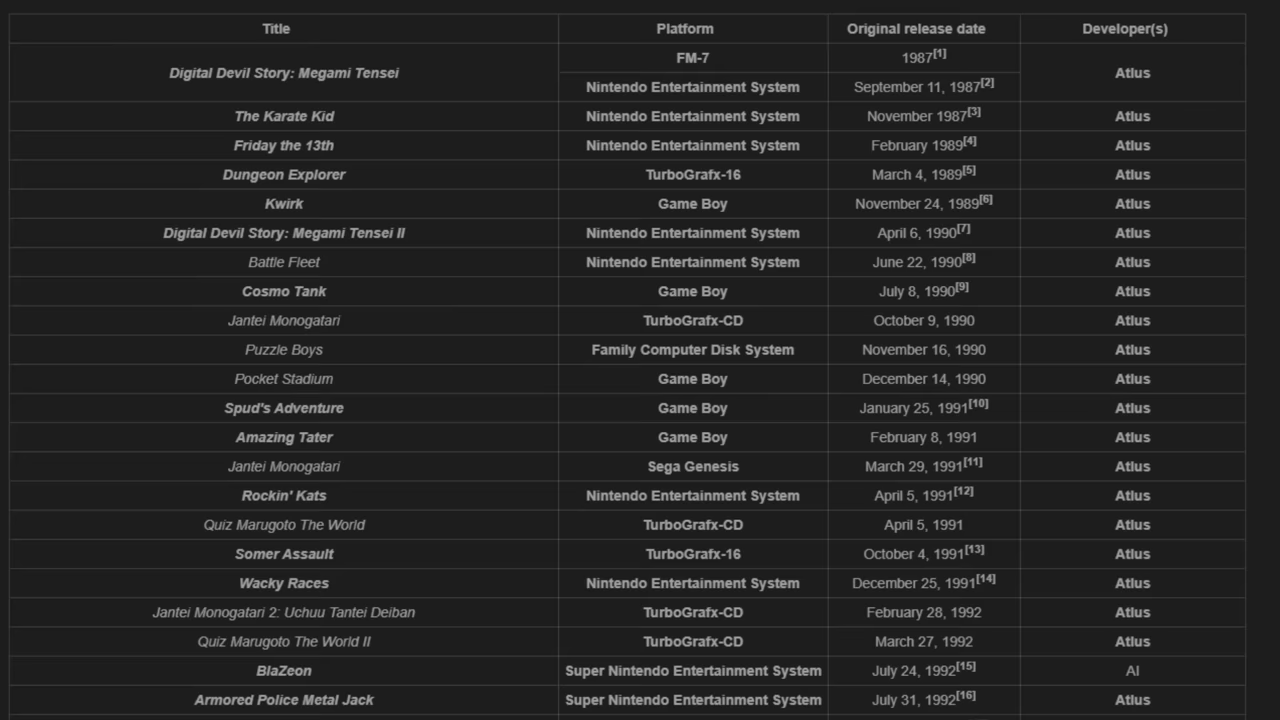 Title Platform Original release date Developer(s)
Digital Devil Story: Megami Tensei FM-7 1987[1] Atlus
Nintendo Entertainment System September 11, 1987[2]
The Karate Kid Nintendo Entertainment System November 1987[3] Atlus
Friday the 13th Nintendo Entertainment System February 1989[4] Atlus
Dungeon Explorer TurboGrafx-16 March 4, 1989[5] Atlus
Kwirk Game Boy November 24, 1989[6] Atlus
Digital Devil Story: Megami Tensei II Nintendo Entertainment System April 6, 1990[7] Atlus
Battle Fleet Nintendo Entertainment System June 22, 1990[8] Atlus
Cosmo Tank Game Boy July 8, 1990[9] Atlus
Jantei Monogatari TurboGrafx-CD October 9, 1990 Atlus
Puzzle Boys Family Computer Disk System November 16, 1990 Atlus
Pocket Stadium Game Boy December 14, 1990 Atlus
Spud's Adventure Game Boy January 25, 1991[10] Atlus
Amazing Tater Game Boy February 8, 1991 Atlus
Jantei Monogatari Sega Genesis March 29, 1991[11] Atlus
Rockin' Kats Nintendo Entertainment System April 5, 1991[12] Atlus
Quiz Marugoto The World TurboGrafx-CD April 5, 1991 Atlus
Somer Assault TurboGrafx-16 October 4, 1991[13] Atlus
Wacky Races Nintendo Entertainment System December 25, 1991[14] Atlus
Jantei Monogatari 2: Uchuu Tantei Deiban TurboGrafx-CD February 28, 1992 Atlus
Quiz Marugoto The World II TurboGrafx-CD March 27, 1992 Atlus
BlaZeon Super Nintendo Entertainment System July 24, 1992[15] AI
Armored Police Metal Jack Super Nintendo Entertainment System July 31, 1992[16] Atlus